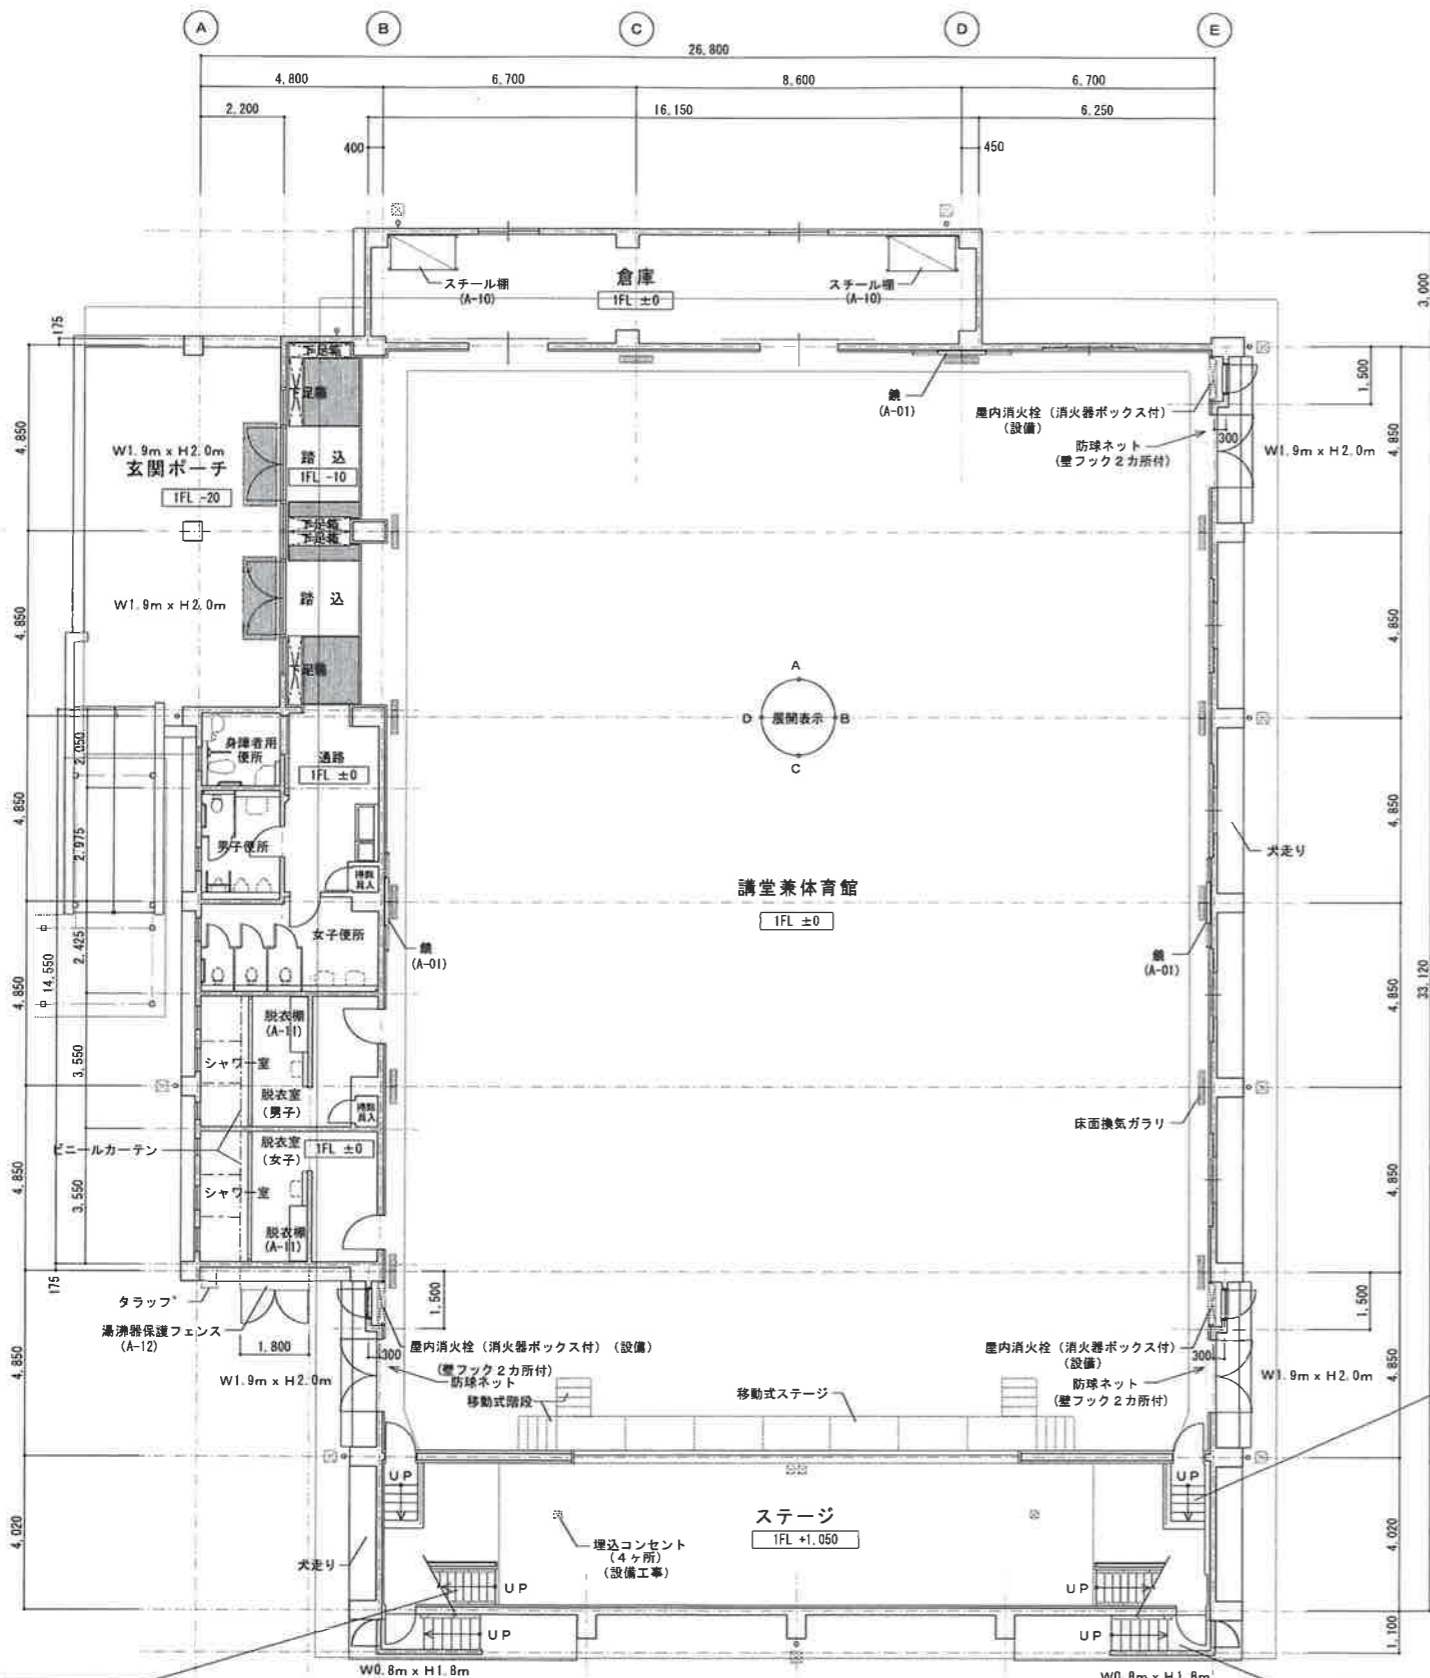 A
B
C
D
E
26,800
4,800
6,700
8,600
6,700
2,200
16,150
6,250
400
450
スチール棚
(A-10)
倉庫
1FL ±0
スチール棚
(A-10)
3,000
175
下足箱
下足箱
鏡
(A-01)
屋内消火栓（消火器ボックス付）
（設備）
1,500
防球ネット
（壁フック２カ所付）
300
W1.9m x H2.0m
4,850
4,850
W1.9m x H2.0m
玄関ポーチ
1FL -20
踏 込
1FL -10
下足箱
下足箱
W1.9m x H2.0m
踏 込
下足箱
4,850
4,850
A
D
展開表示
B
C
身障者用
便所
通路
1FL ±0
2,050
4,850
2,975
男子便所
掃除
具入
4,850
犬走り
講堂兼体育館
1FL ±0
女子便所
鏡
(A-01)
鏡
(A-01)
14,550
2,425
4,850
4,850
33,120
脱衣棚
(A-11)
シャワー室
脱衣室
（男子）
3,550
掃除
具入
床面換気ガラリ
ビニールカーテン
脱衣室
（女子）
1FL ±0
シャワー室
脱衣棚
(A-11)
4,850
3,550
4,850
175
タラップ
湯沸器保護フェンス
(A-12)
1,800
1,500
1,500
屋内消火栓（消火器ボックス付）（設備）
300
（壁フック２カ所付）
防球ネット
W1.9m x H2.0m
移動式階段
移動式ステージ
屋内消火栓（消火器ボックス付）
（設備）
300
防球ネット
（壁フック２カ所付）
W1.9m x H2.0m
4,850
4,850
UP
UP
ステージ
1FL +1,050
埋込コンセント
（４ヶ所）
（設備工事）
犬走り
4,020
4,020
UP
UP
UP
UP
1,100
W0.8m x H1.8m
W0.8m x H1.8m